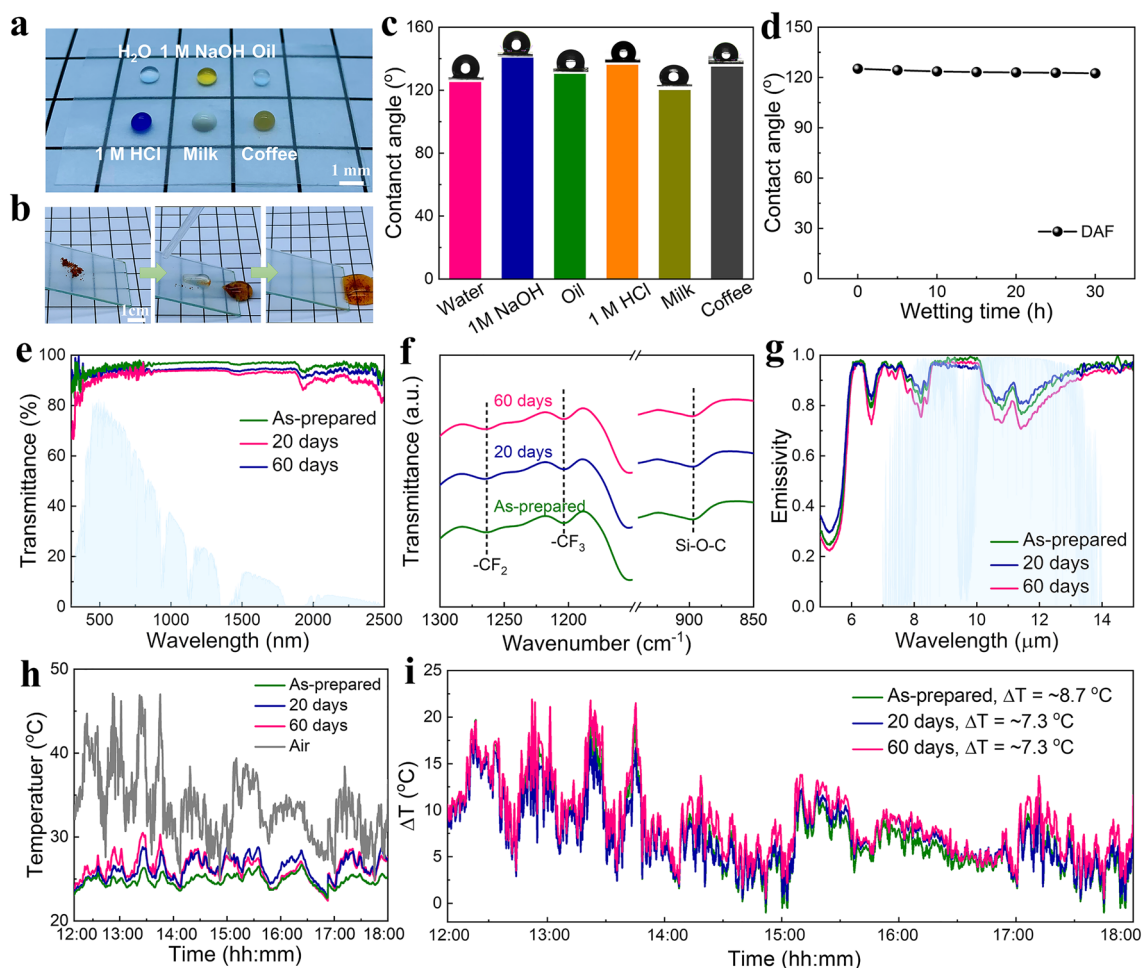 a
H₂O 1 M NaOH Oil
1 M HCl Milk Coffee
1 mm
b
1cm
c
Contanct angle (°)
160
120
80
40
0
Water
1M NaOH
Oil
1 M HCl
Milk
Coffee
d
Contact angle (°)
150
120
90
60
30
0
DAF
0 10 20 30
Wetting time (h)
e
Transmittance (%)
100
80
60
40
20
0
As-prepared
20 days
60 days
500 1000 1500 2000 2500
Wavelength (nm)
f
Transmittance (a.u.)
60 days
20 days
As-prepared
-CF₂
-CF₃
Si-O-C
1300 1200 900 850
Wavenumber (cm⁻¹)
g
Emissivity
1.0
0.8
0.6
0.4
0.2
0.0
As-prepared
20 days
60 days
6 8 10 12 14
Wavelength (μm)
h
Temperatuer (°C)
50
40
30
20
As-prepared
20 days
60 days
Air
12:00 13:00 14:00 15:00 16:00 17:00 18:00
Time (hh:mm)
i
ΔT (°C)
25
20
15
10
5
0
As-prepared, ΔT = ~8.7 °C
20 days, ΔT = ~7.3 °C
60 days, ΔT = ~7.3 °C
12:00 13:00 14:00 15:00 16:00 17:00 18:00
Time (hh:mm)